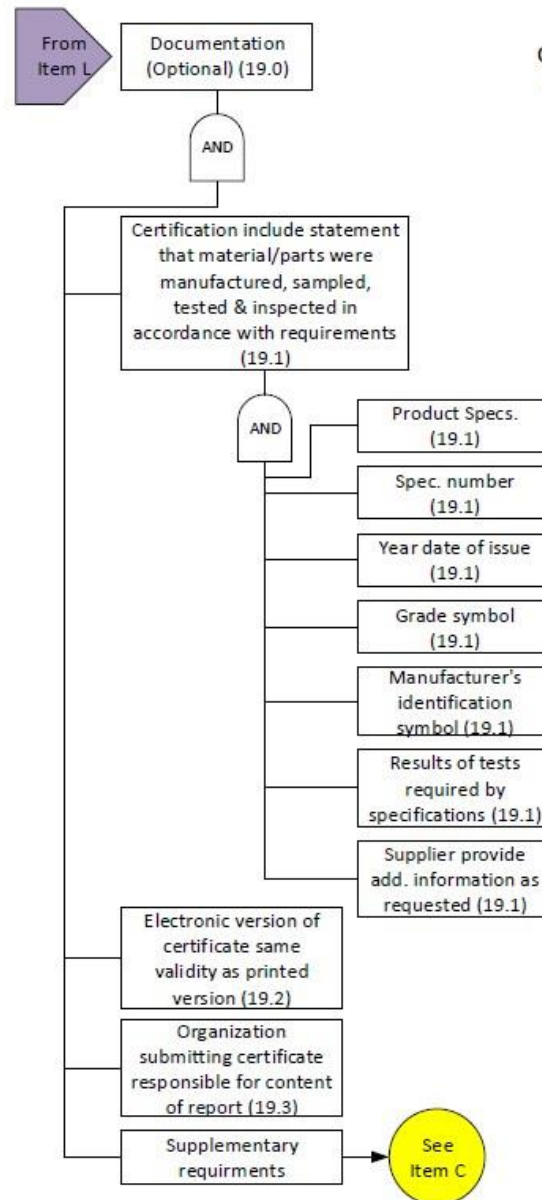 From
Item L
Documentation
(Optional) (19.0)
AND
Certification include statement
that material/parts were
manufactured, sampled,
tested & inspected in
accordance with requirements
(19.1)
AND
Product Specs.
(19.1)
Spec. number
(19.1)
Year date of issue
(19.1)
Grade symbol
(19.1)
Manufacturer's
identification
symbol (19.1)
Results of tests
required by
specifications (19.1)
Supplier provide
add. information as
requested (19.1)
Electronic version of
certificate same
validity as printed
version (19.2)
Organization
submitting certificate
responsible for content
of report (19.3)
Supplementary
requirments
See
Item C